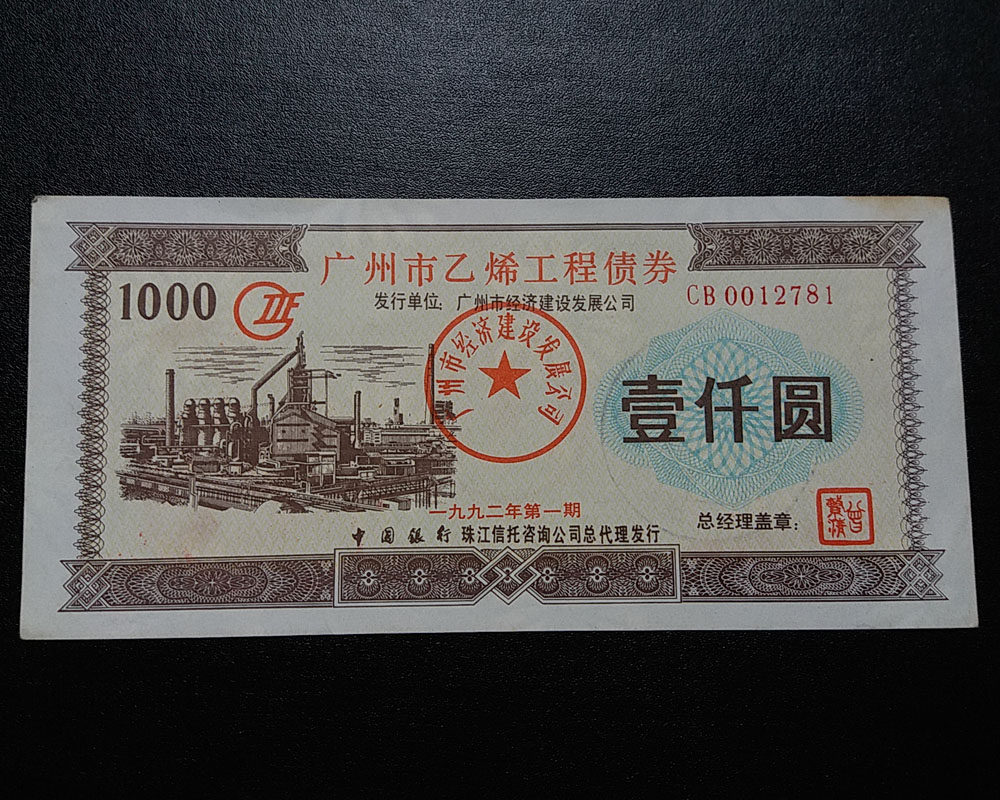 广州市乙烯工程债券
1000
发行单位: 广州市经济建设发展公司
CB 0012781
广州市经济建设发展公司
壹仟圆
一九九二年第一期
总经理盖章:
中国银行 珠江信托咨询公司总代理发行